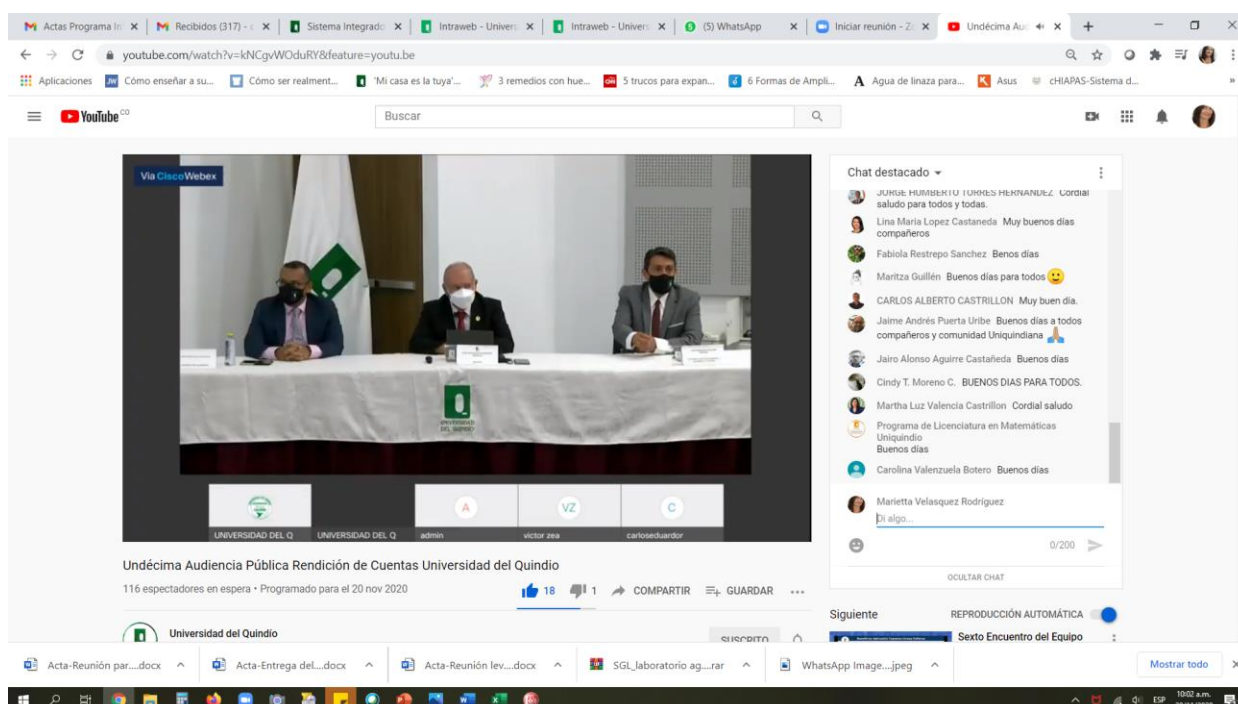 Actas Programa In
Recibidos (317) - c
Sistema Integrado
Intraweb - Univers
Intraweb - Univers
(5) WhatsApp
Iniciar reunión - Z
Undécima Au
youtube.com/watch?v=kNCgvWOduRY&feature=youtu.be
Aplicaciones
Cómo enseñar a su...
Cómo ser realment...
'Mi casa es la tuya'...
3 remedios con hue...
5 trucos para expan...
6 Formas de Ampli...
Agua de linaza para...
Asus
cHIAPAS-Sistema d...
YouTube CO
Buscar
Via Cisco Webex
UNIVERSIDAD
DEL QUINDÍO
UNIVERSIDAD DEL Q
UNIVERSIDAD DEL Q
A
admin
VZ
victor zea
C
carloseduardor
Undécima Audiencia Pública Rendición de Cuentas Universidad del Quindio
116 espectadores en espera • Programado para el 20 nov 2020
18
1
COMPARTIR
GUARDAR
Universidad del Quindío
SUSCRITO
Chat destacado
JORGE HUMBERTO TORRES HERNANDEZ Cordial
saludo para todos y todas.
Lina Maria Lopez Castaneda Muy buenos días
compañeros
Fabiola Restrepo Sanchez Benos días
Maritza Guillén Buenos días para todos
CARLOS ALBERTO CASTRILLON Muy buen día.
Jaime Andrés Puerta Uribe Buenos días a todos
compañeros y comunidad Uniquindiana
Jairo Alonso Aguirre Castañeda Buenos días
Cindy T. Moreno C. BUENOS DIAS PARA TODOS.
Martha Luz Valencia Castrillon Cordial saludo
Programa de Licenciatura en Matemáticas
Uniquindio
Buenos días
Carolina Valenzuela Botero Buenos días
Marietta Velasquez Rodriguez
Di algo...
0/200
OCULTAR CHAT
Siguiente
REPRODUCCIÓN AUTOMÁTICA
Sexto Encuentro del Equipo
Acta-Reunión par....docx
Acta-Entrega del....docx
Acta-Reunión lev....docx
SGL_laboratorio ag....rar
WhatsApp Image....jpeg
Mostrar todo
ESP
10:02 a.m.